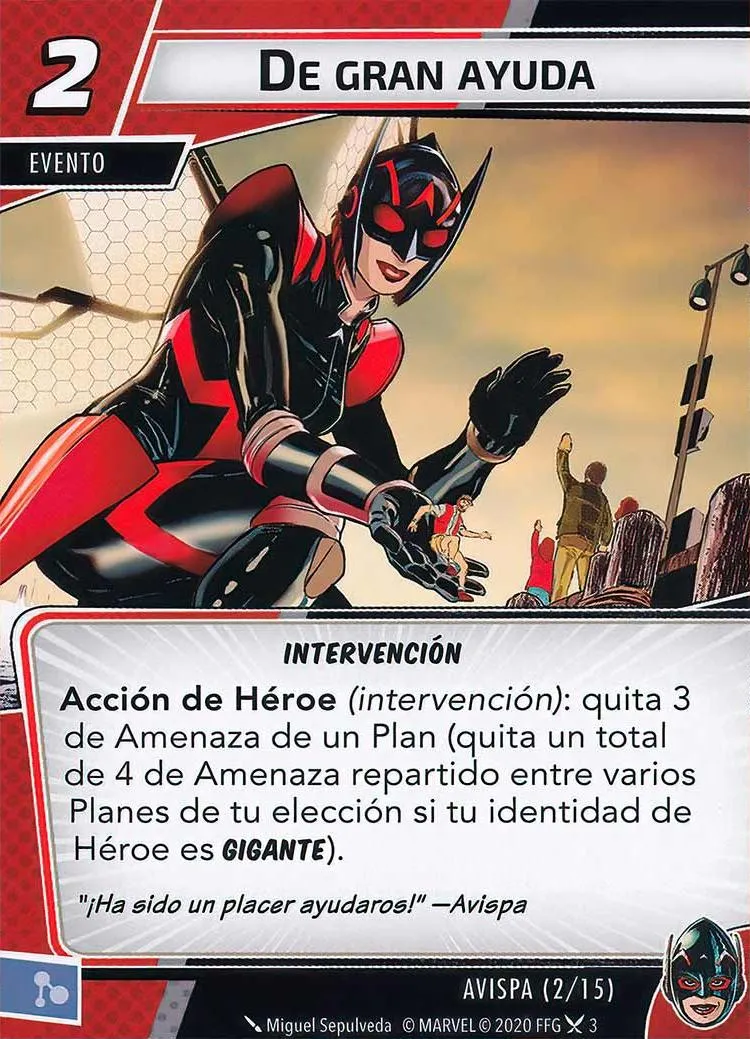 2
DE GRAN AYUDA
EVENTO
INTERVENCIÓN
Acción de Héroe (intervención): quita 3
de Amenaza de un Plan (quita un total
de 4 de Amenaza repartido entre varios
Planes de tu elección si tu identidad de
Héroe es GIGANTE).
"¡Ha sido un placer ayudaros!" —Avispa
AVISPA (2/15)
Miguel Sepulveda © MARVEL © 2020 FFG 3